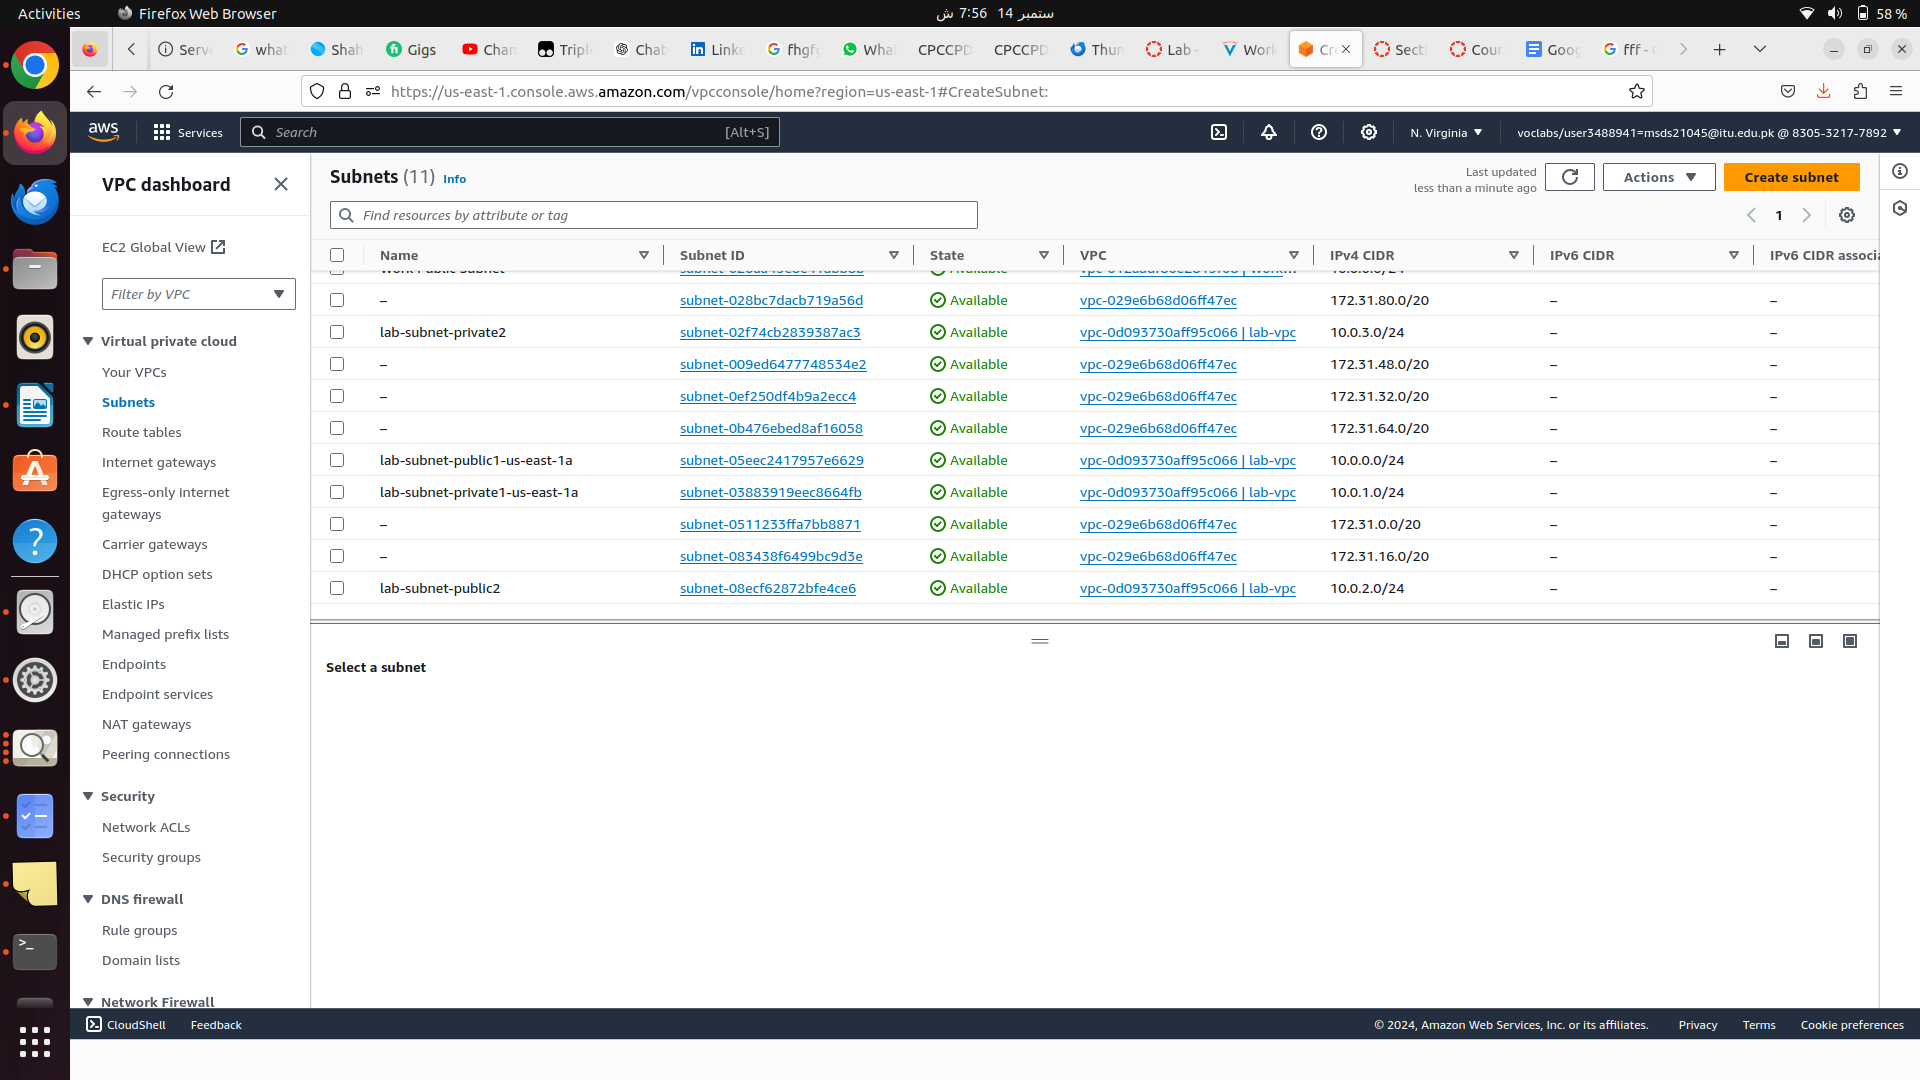 Activities Firefox Web Browser ستمبر 14 7:56 ش 58 %
Serv what Shah Gigs Chan Triple Chat Linke fhgfg Wha CPCCPD CPCCPD Thun Lab - Work Cre Secti Cour Goog fff - G
https://us-east-1.console.aws.amazon.com/vpcconsole/home?region=us-east-1#CreateSubnet:
aws Services Search [Alt+S] N. Virginia voclabs/user3488941=msds21045@itu.edu.pk @ 8305-3217-7892
VPC dashboard
EC2 Global View
Filter by VPC
Virtual private cloud
Your VPCs
Subnets
Route tables
Internet gateways
Egress-only internet
gateways
Carrier gateways
DHCP option sets
Elastic IPs
Managed prefix lists
Endpoints
Endpoint services
NAT gateways
Peering connections
Security
Network ACLs
Security groups
DNS firewall
Rule groups
Domain lists
Network Firewall
Subnets (11) Info
Last updated
less than a minute ago
Actions
Create subnet
Find resources by attribute or tag
1
Name Subnet ID State VPC IPv4 CIDR IPv6 CIDR IPv6 CIDR associa
– subnet-028bc7dacb719a56d Available vpc-029e6b68d06ff47ec 172.31.80.0/20 – –
lab-subnet-private2 subnet-02f74cb2839387ac3 Available vpc-0d093730aff95c066 | lab-vpc 10.0.3.0/24 – –
– subnet-009ed6477748534e2 Available vpc-029e6b68d06ff47ec 172.31.48.0/20 – –
– subnet-0ef250df4b9a2ecc4 Available vpc-029e6b68d06ff47ec 172.31.32.0/20 – –
– subnet-0b476ebed8af16058 Available vpc-029e6b68d06ff47ec 172.31.64.0/20 – –
lab-subnet-public1-us-east-1a subnet-05eec2417957e6629 Available vpc-0d093730aff95c066 | lab-vpc 10.0.0.0/24 – –
lab-subnet-private1-us-east-1a subnet-03883919eec8664fb Available vpc-0d093730aff95c066 | lab-vpc 10.0.1.0/24 – –
– subnet-0511233ffa7bb8871 Available vpc-029e6b68d06ff47ec 172.31.0.0/20 – –
– subnet-083438f6499bc9d3e Available vpc-029e6b68d06ff47ec 172.31.16.0/20 – –
lab-subnet-public2 subnet-08ecf62872bfe4ce6 Available vpc-0d093730aff95c066 | lab-vpc 10.0.2.0/24 – –
Select a subnet
CloudShell Feedback © 2024, Amazon Web Services, Inc. or its affiliates. Privacy Terms Cookie preferences